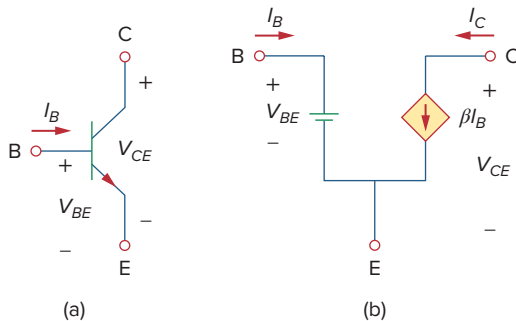 C
+
I_B
B
+
V_CE
V_BE
−
−
E
(a)
I_B
B
+
V_BE
−
I_C
C
+
βI_B
V_CE
−
E
(b)